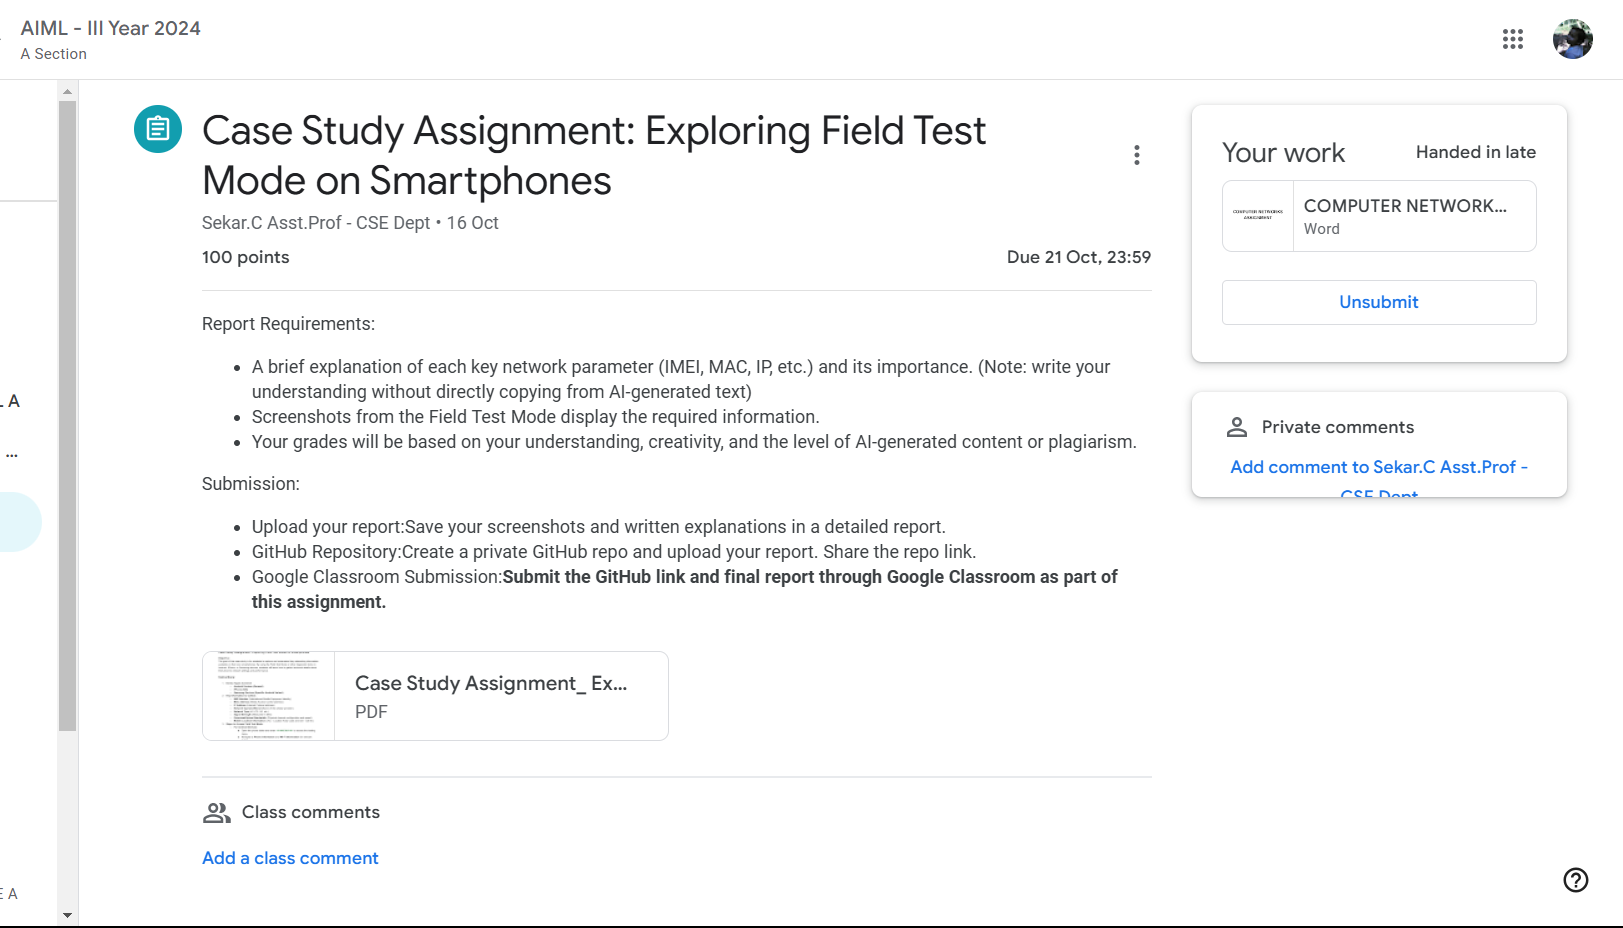 AIML - III Year 2024
A Section
Case Study Assignment: Exploring Field Test
Mode on Smartphones
Sekar.C Asst.Prof - CSE Dept • 16 Oct
100 points
Due 21 Oct, 23:59
Report Requirements:
• A brief explanation of each key network parameter (IMEI, MAC, IP, etc.) and its importance. (Note: write your
understanding without directly copying from AI-generated text)
• Screenshots from the Field Test Mode display the required information.
• Your grades will be based on your understanding, creativity, and the level of AI-generated content or plagiarism.
Submission:
• Upload your report:Save your screenshots and written explanations in a detailed report.
• GitHub Repository:Create a private GitHub repo and upload your report. Share the repo link.
• Google Classroom Submission:Submit the GitHub link and final report through Google Classroom as part of
this assignment.
Case Study Assignment_ Ex...
PDF
Class comments
Add a class comment
Your work
Handed in late
COMPUTER NETWORKS
ASSIGNMENT
COMPUTER NETWORK...
Word
Unsubmit
Private comments
Add comment to Sekar.C Asst.Prof -
CSE Dept
A
...
A